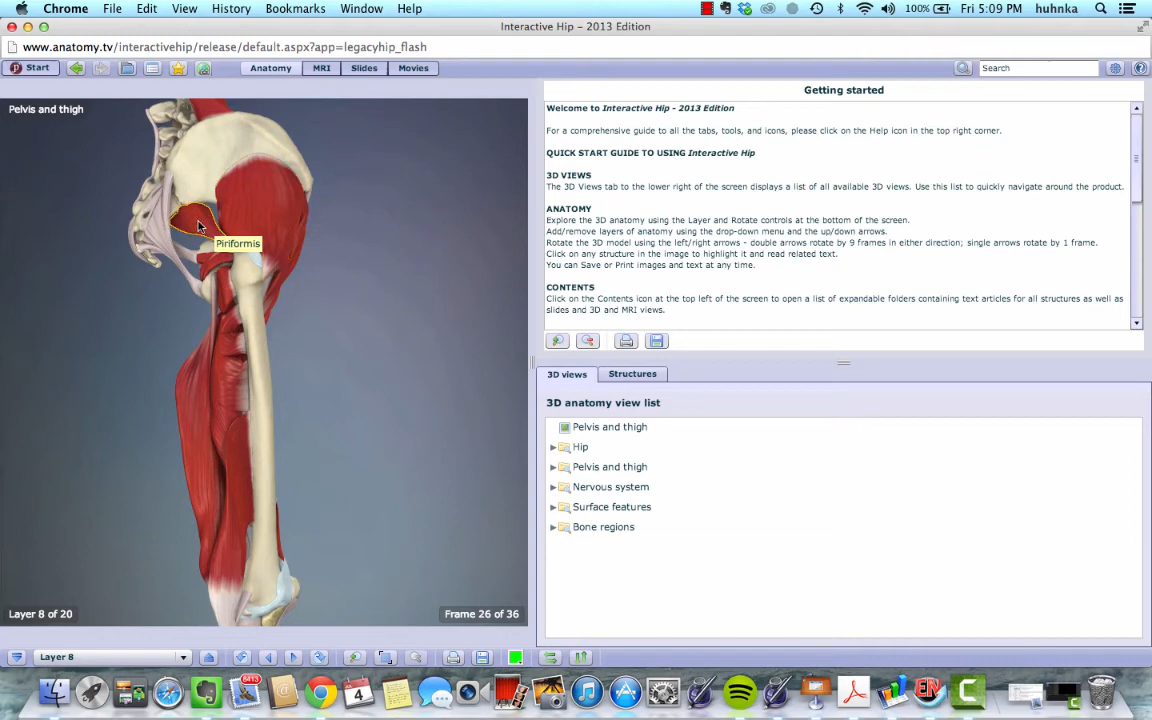 Chrome File Edit View History Bookmarks Window Help 100% Fri 5:09 PM huhnka
Interactive Hip - 2013 Edition
www.anatomy.tv/interactivehip/release/default.aspx?app=legacyhip_flash
Start Anatomy MRI Slides Movies Search
Pelvis and thigh
Piriformis
Layer 8 of 20
Frame 26 of 36
Layer 8
Getting started
Welcome to Interactive Hip - 2013 Edition
For a comprehensive guide to all the tabs, tools, and icons, please click on the Help icon in the top right corner.
QUICK START GUIDE TO USING Interactive Hip
3D VIEWS
The 3D Views tab to the lower right of the screen displays a list of all available 3D views. Use this list to quickly navigate around the product.
ANATOMY
Explore the 3D anatomy using the Layer and Rotate controls at the bottom of the screen.
Add/remove layers of anatomy using the drop-down menu and the up/down arrows.
Rotate the 3D model using the left/right arrows - double arrows rotate by 9 frames in either direction; single arrows rotate by 1 frame.
Click on any structure in the image to highlight it and read related text.
You can Save or Print images and text at any time.
CONTENTS
Click on the Contents icon at the top left of the screen to open a list of expandable folders containing text articles for all structures as well as
slides and 3D and MRI views.
3D views Structures
3D anatomy view list
Pelvis and thigh
Hip
Pelvis and thigh
Nervous system
Surface features
Bone regions